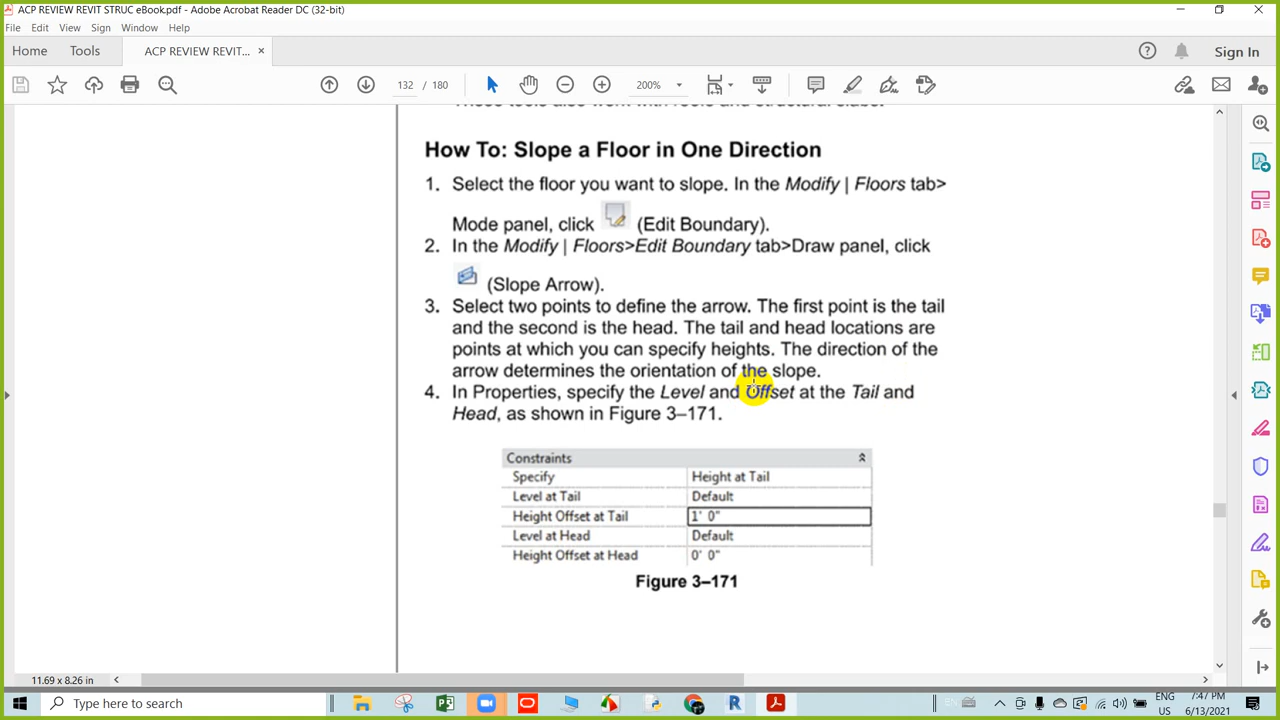 ACP REVIEW REVIT STRUC eBook.pdf - Adobe Acrobat Reader DC (32-bit)
File Edit View Sign Window Help
Home Tools ACP REVIEW REVIT... × Sign In
132 / 180 200%
These tools also work with roofs and structural slabs.
How To: Slope a Floor in One Direction
1. Select the floor you want to slope. In the Modify | Floors tab>
Mode panel, click (Edit Boundary).
2. In the Modify | Floors>Edit Boundary tab>Draw panel, click
(Slope Arrow).
3. Select two points to define the arrow. The first point is the tail
and the second is the head. The tail and head locations are
points at which you can specify heights. The direction of the
arrow determines the orientation of the slope.
4. In Properties, specify the Level and Offset at the Tail and
Head, as shown in Figure 3–171.
Constraints
Specify Height at Tail
Level at Tail Default
Height Offset at Tail 1' 0"
Level at Head Default
Height Offset at Head 0' 0"
Figure 3–171
11.69 x 8.26 in
Type here to search
ENG 7:47 PM
US 6/13/2021